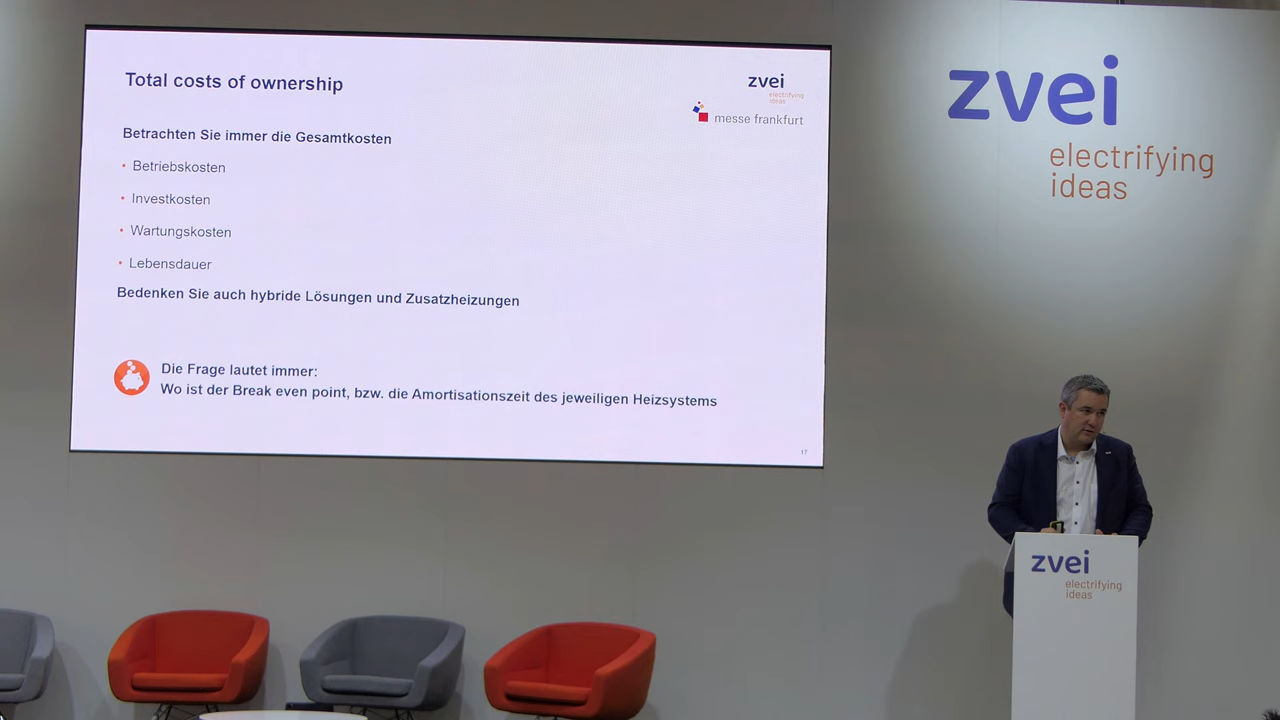 Total costs of ownership
zvei
electrifying
ideas
messe frankfurt
Betrachten Sie immer die Gesamtkosten
• Betriebskosten
• Investkosten
• Wartungskosten
• Lebensdauer
Bedenken Sie auch hybride Lösungen und Zusatzheizungen
Die Frage lautet immer:
Wo ist der Break even point, bzw. die Amortisationszeit des jeweiligen Heizsystems
17
zvei
electrifying
ideas
zvei
electrifying
ideas